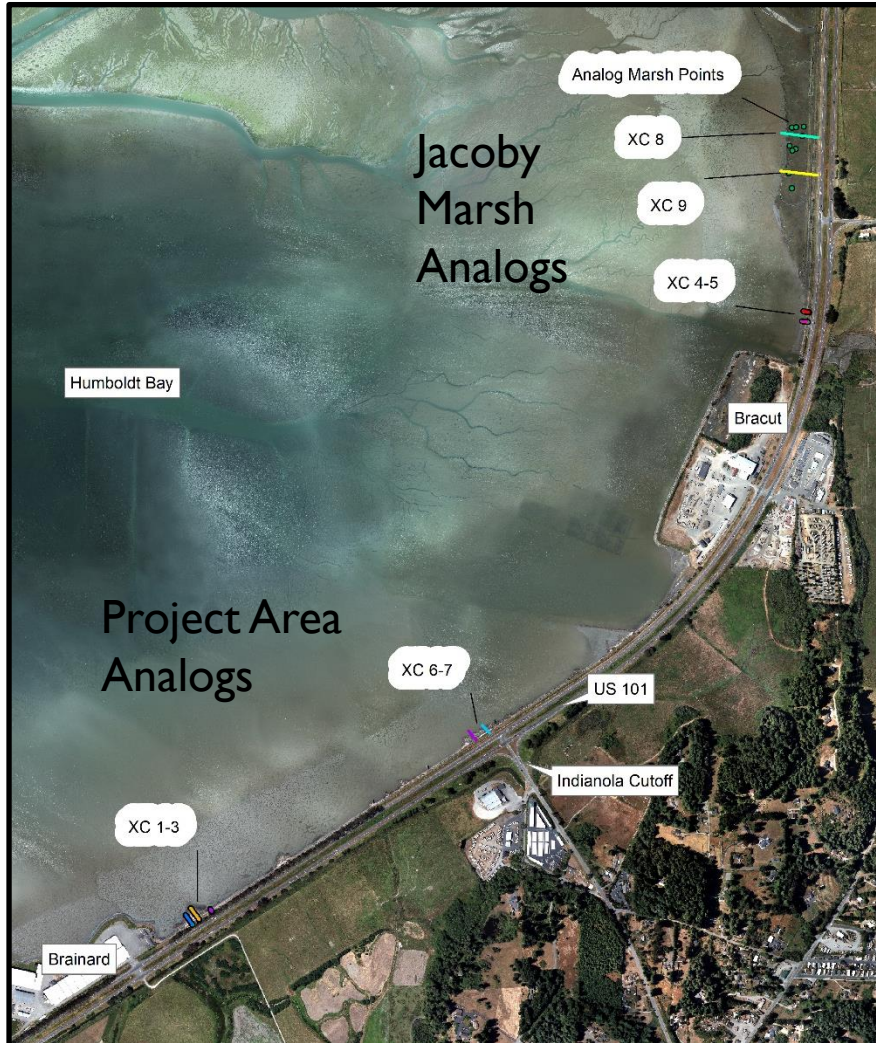 Analog Marsh Points
XC 8
Jacoby
Marsh
Analogs
XC 9
XC 4-5
Humboldt Bay
Bracut
Project Area
Analogs
XC 6-7
US 101
Indianola Cutoff
XC 1-3
Brainard